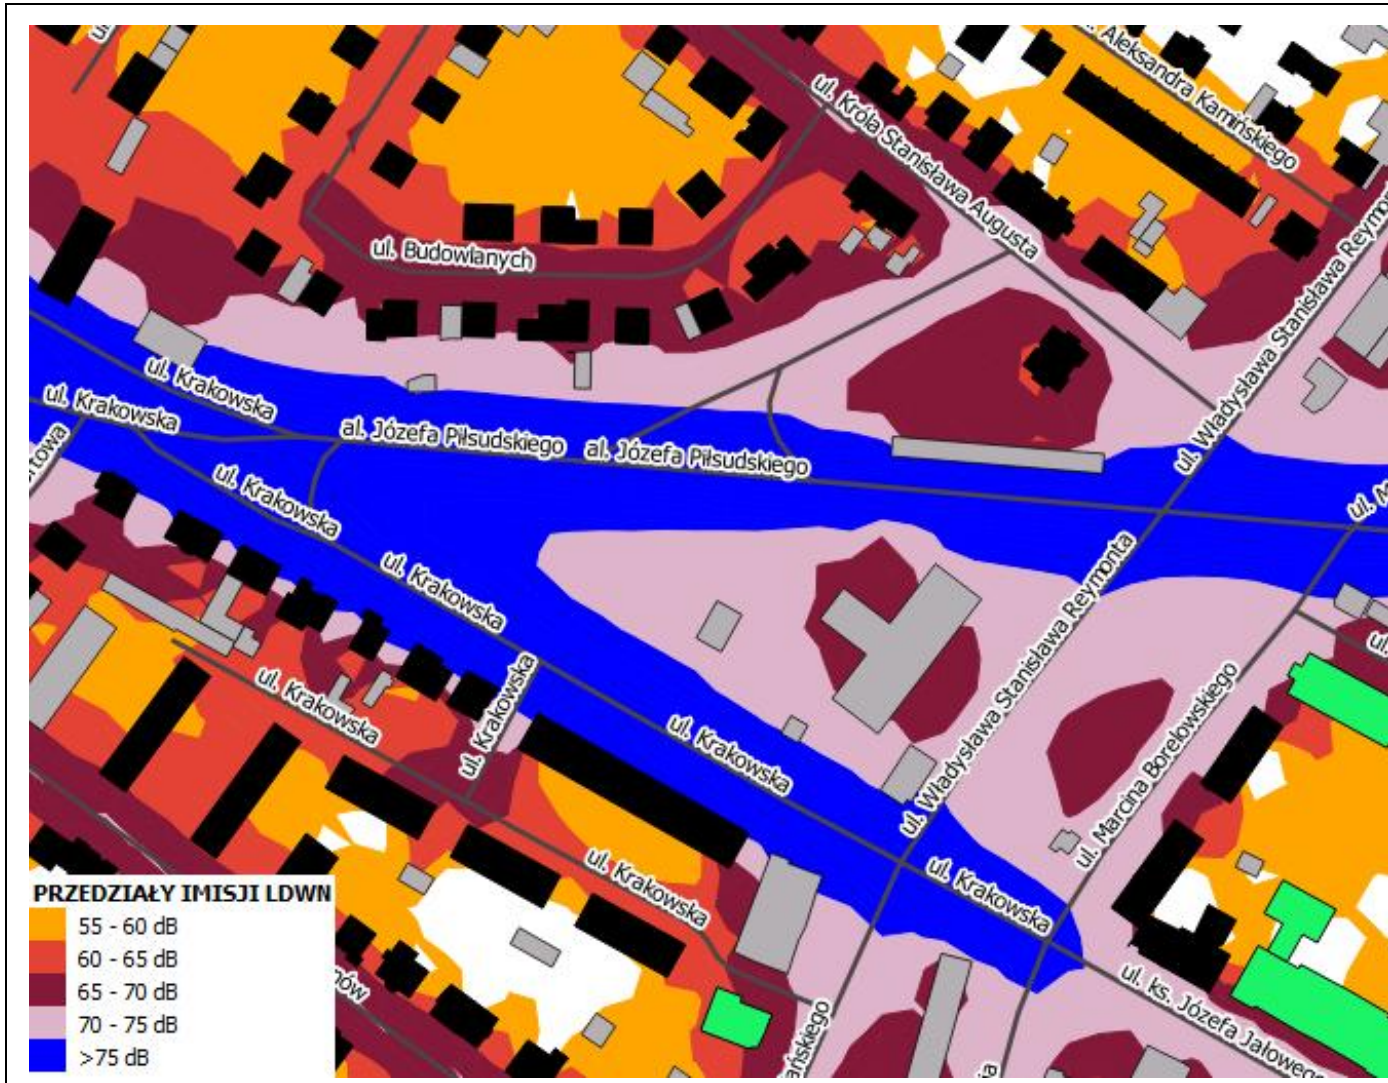 ul. Aleksandra Kamińskiego
ul. Króla Stanisława Augusta
ul. Władysława Stanisława Reymon
ul. Budowlanych
ul. Krakowska
ul. Krakowska
al. Józefa Piłsudskiego
al. Józefa Piłsudskiego
ul. Krakowska
ul. Krakowska
ul. Krakowska
ul. Krakowska
ul. Krakowska
ul. Władysława Stanisława Reymonta
ul. Marcina Borelowskiego
ul. Krakowska
ul. Krakowska
ul. ks. Józefa Jałowego
PRZEDZIAŁY IMISJI LDWN
55 - 60 dB
60 - 65 dB
65 - 70 dB
70 - 75 dB
>75 dB